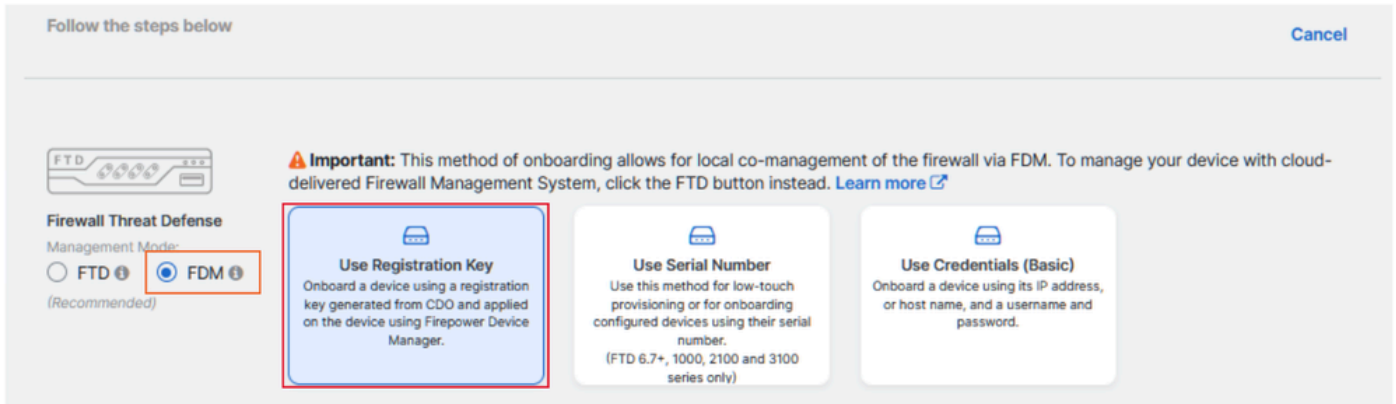 Follow the steps below
Cancel
FTD
Important: This method of onboarding allows for local co-management of the firewall via FDM. To manage your device with cloud-
delivered Firewall Management System, click the FTD button instead. Learn more
Firewall Threat Defense
Management Mode:
FTD
FDM
(Recommended)
Use Registration Key
Onboard a device using a registration
key generated from CDO and applied
on the device using Firepower Device
Manager.
Use Serial Number
Use this method for low-touch
provisioning or for onboarding
configured devices using their serial
number.
(FTD 6.7+, 1000, 2100 and 3100
series only)
Use Credentials (Basic)
Onboard a device using its IP address,
or host name, and a username and
password.